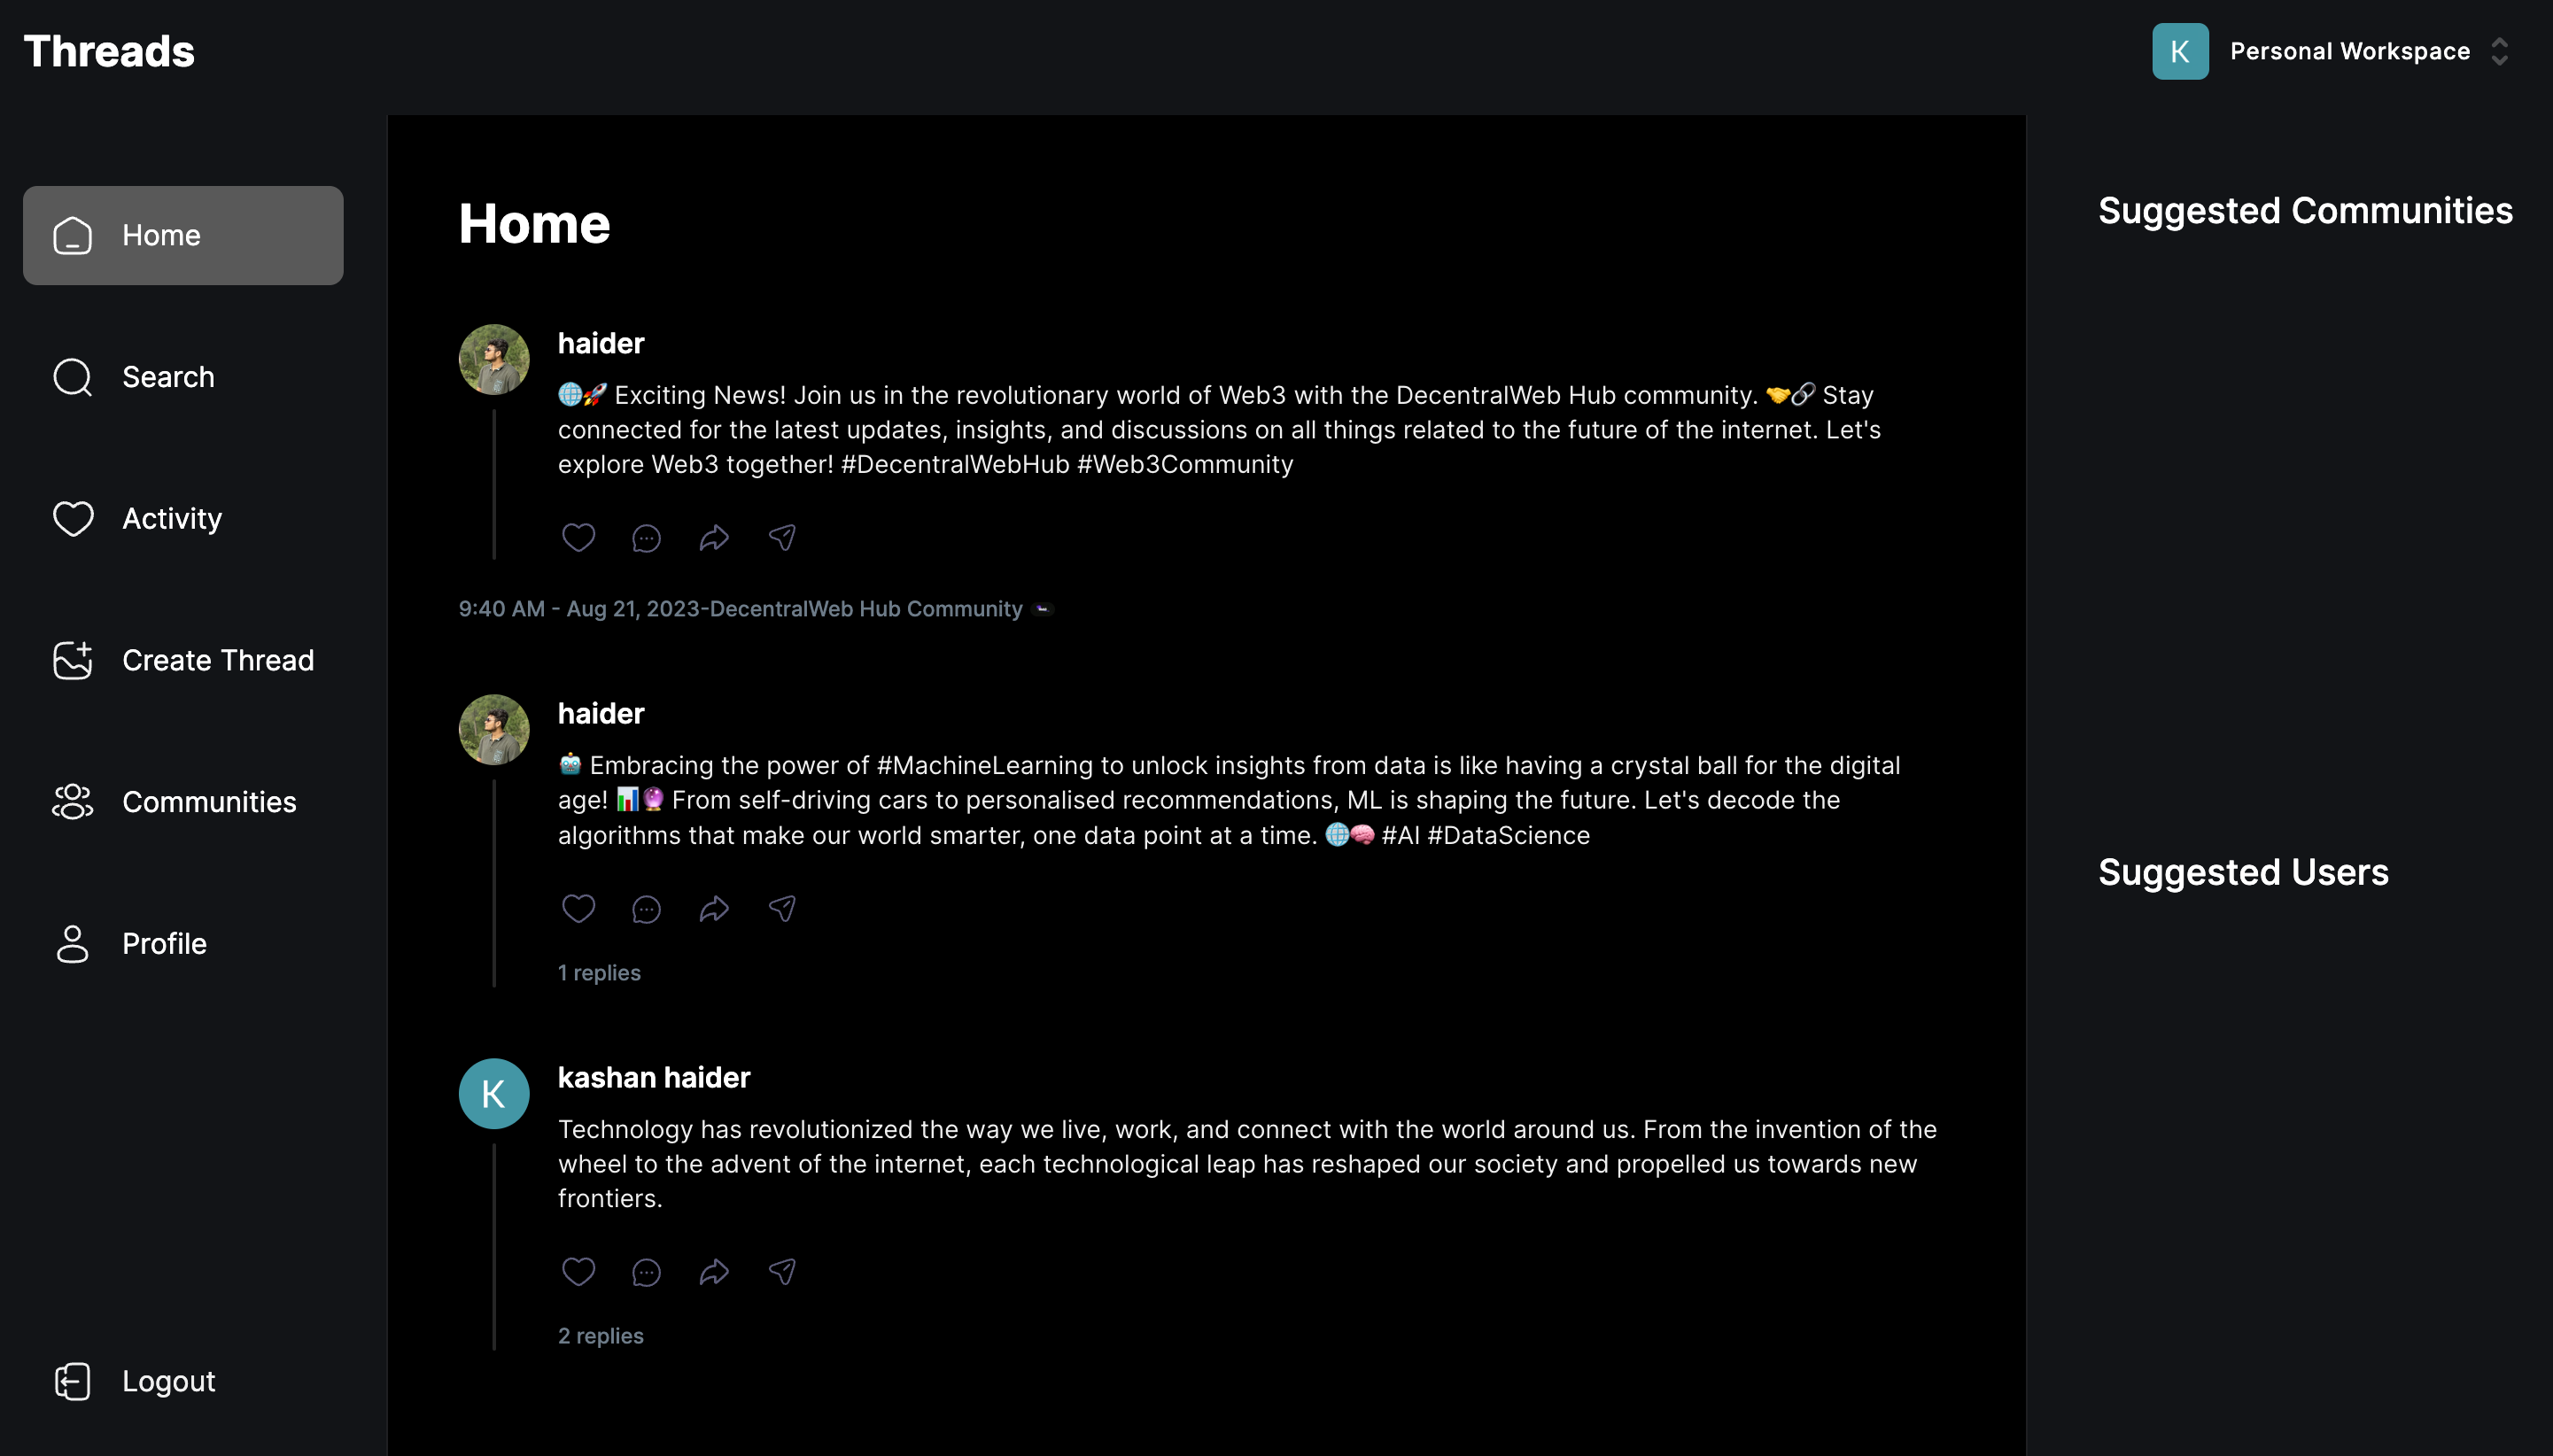 Threads
K
Personal Workspace
Home
Search
Activity
Create Thread
Communities
Profile
Logout
Home
haider
🌐🚀 Exciting News! Join us in the revolutionary world of Web3 with the DecentralWeb Hub community. 🤝🔗 Stay
connected for the latest updates, insights, and discussions on all things related to the future of the internet. Let's
explore Web3 together! #DecentralWebHub #Web3Community
9:40 AM - Aug 21, 2023-DecentralWeb Hub Community
haider
🤖 Embracing the power of #MachineLearning to unlock insights from data is like having a crystal ball for the digital
age! 📊🔮 From self-driving cars to personalised recommendations, ML is shaping the future. Let's decode the
algorithms that make our world smarter, one data point at a time. 🌐🧠 #AI #DataScience
1 replies
K
kashan haider
Technology has revolutionized the way we live, work, and connect with the world around us. From the invention of the
wheel to the advent of the internet, each technological leap has reshaped our society and propelled us towards new
frontiers.
2 replies
Suggested Communities
Suggested Users